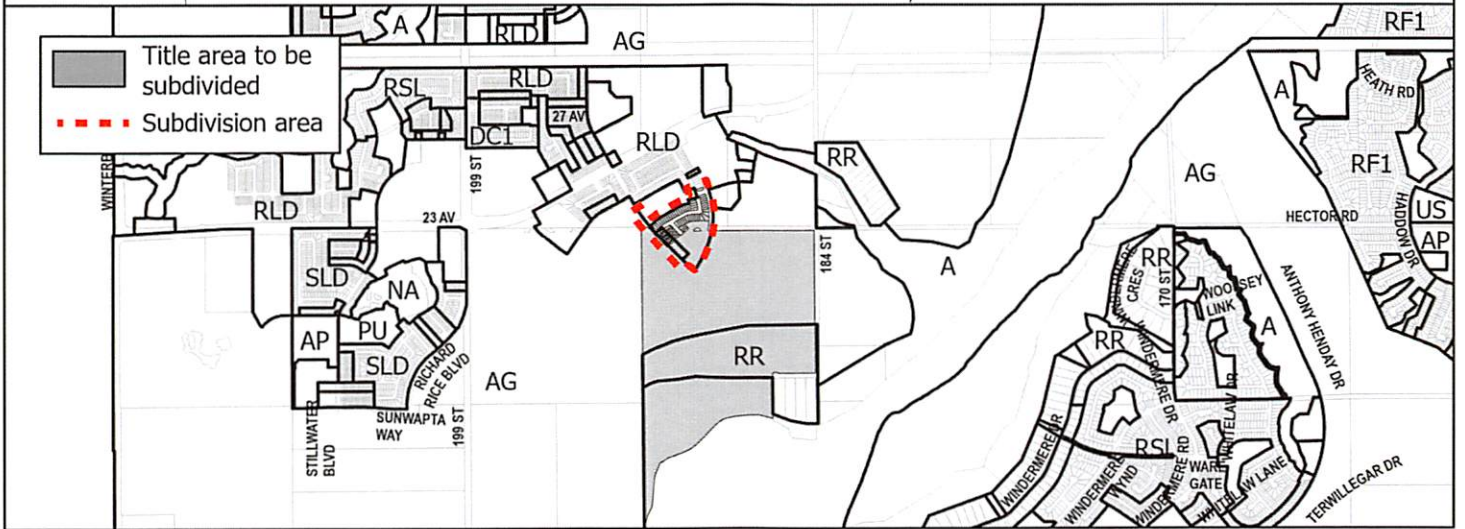 A
RLD
AG
RF1
Title area to be
subdivided
Subdivision area
RSL
RLD
27 AV
DC1
RLD
RR
A
HEATH RD
RF1
AG
199 ST
RLD
23 AV
HECTOR RD
HADDOW DR
US
AP
184 ST
A
SLD
NA
PU
AP
SLD
RICHARD
RICE BLVD
AG
RR
CRES
RR
170 ST
WOOLSEY
LINK
A
ANTHONY HENDAY DR
RR
WINDERMERE DR
WHITELAW DR
STILLWATER
BLVD
SUNWAPTA
WAY
199 ST
WINDERMERE DR
RSL
WINDERMERE
WYND
WINDERMERE RD
WARE
GATE
WHITELAW LANE
TERWILLEGAR DR